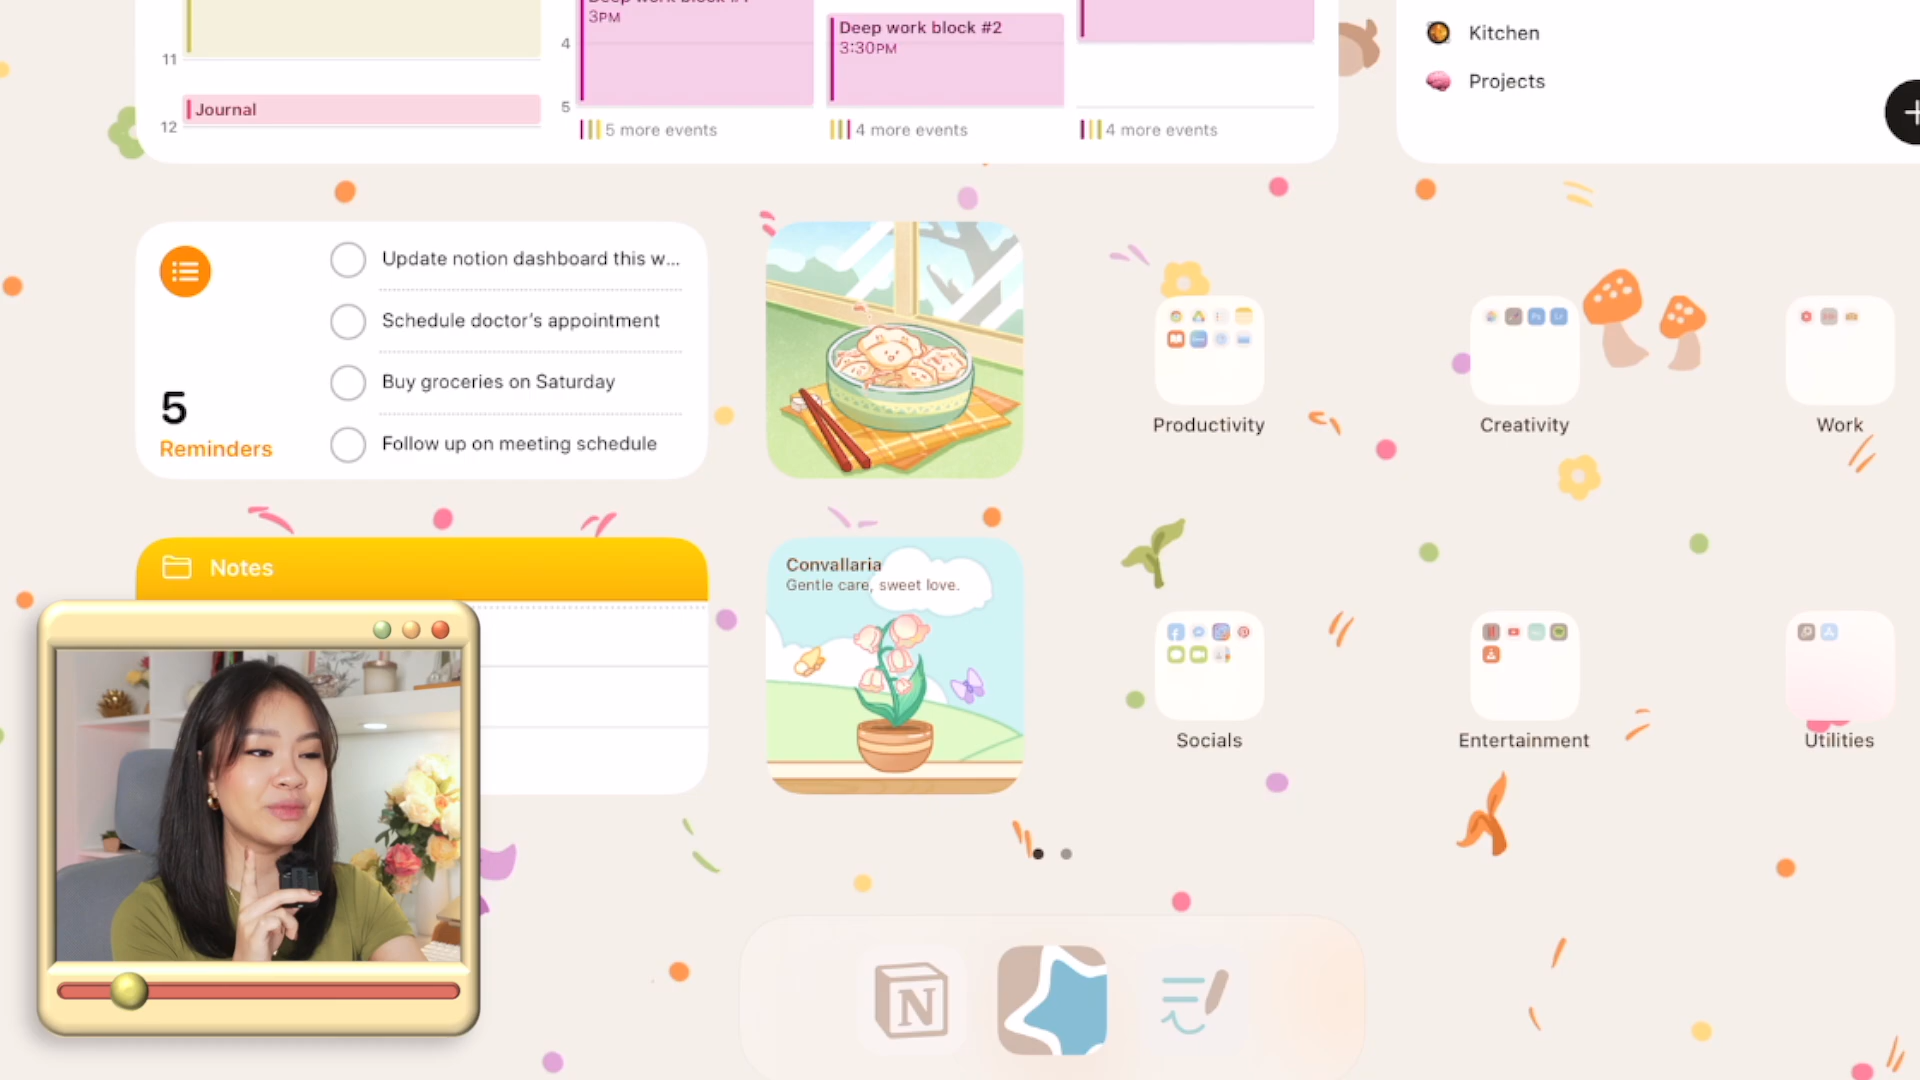 11
Journal
12
3PM
4
5
5 more events
Deep work block #2
3:30PM
4 more events
4 more events
Kitchen
Projects
Update notion dashboard this w...
Schedule doctor's appointment
Buy groceries on Saturday
Follow up on meeting schedule
5
Reminders
Notes
Convallaria
Gentle care, sweet love.
Productivity
Creativity
Work
Socials
Entertainment
Utilities
N